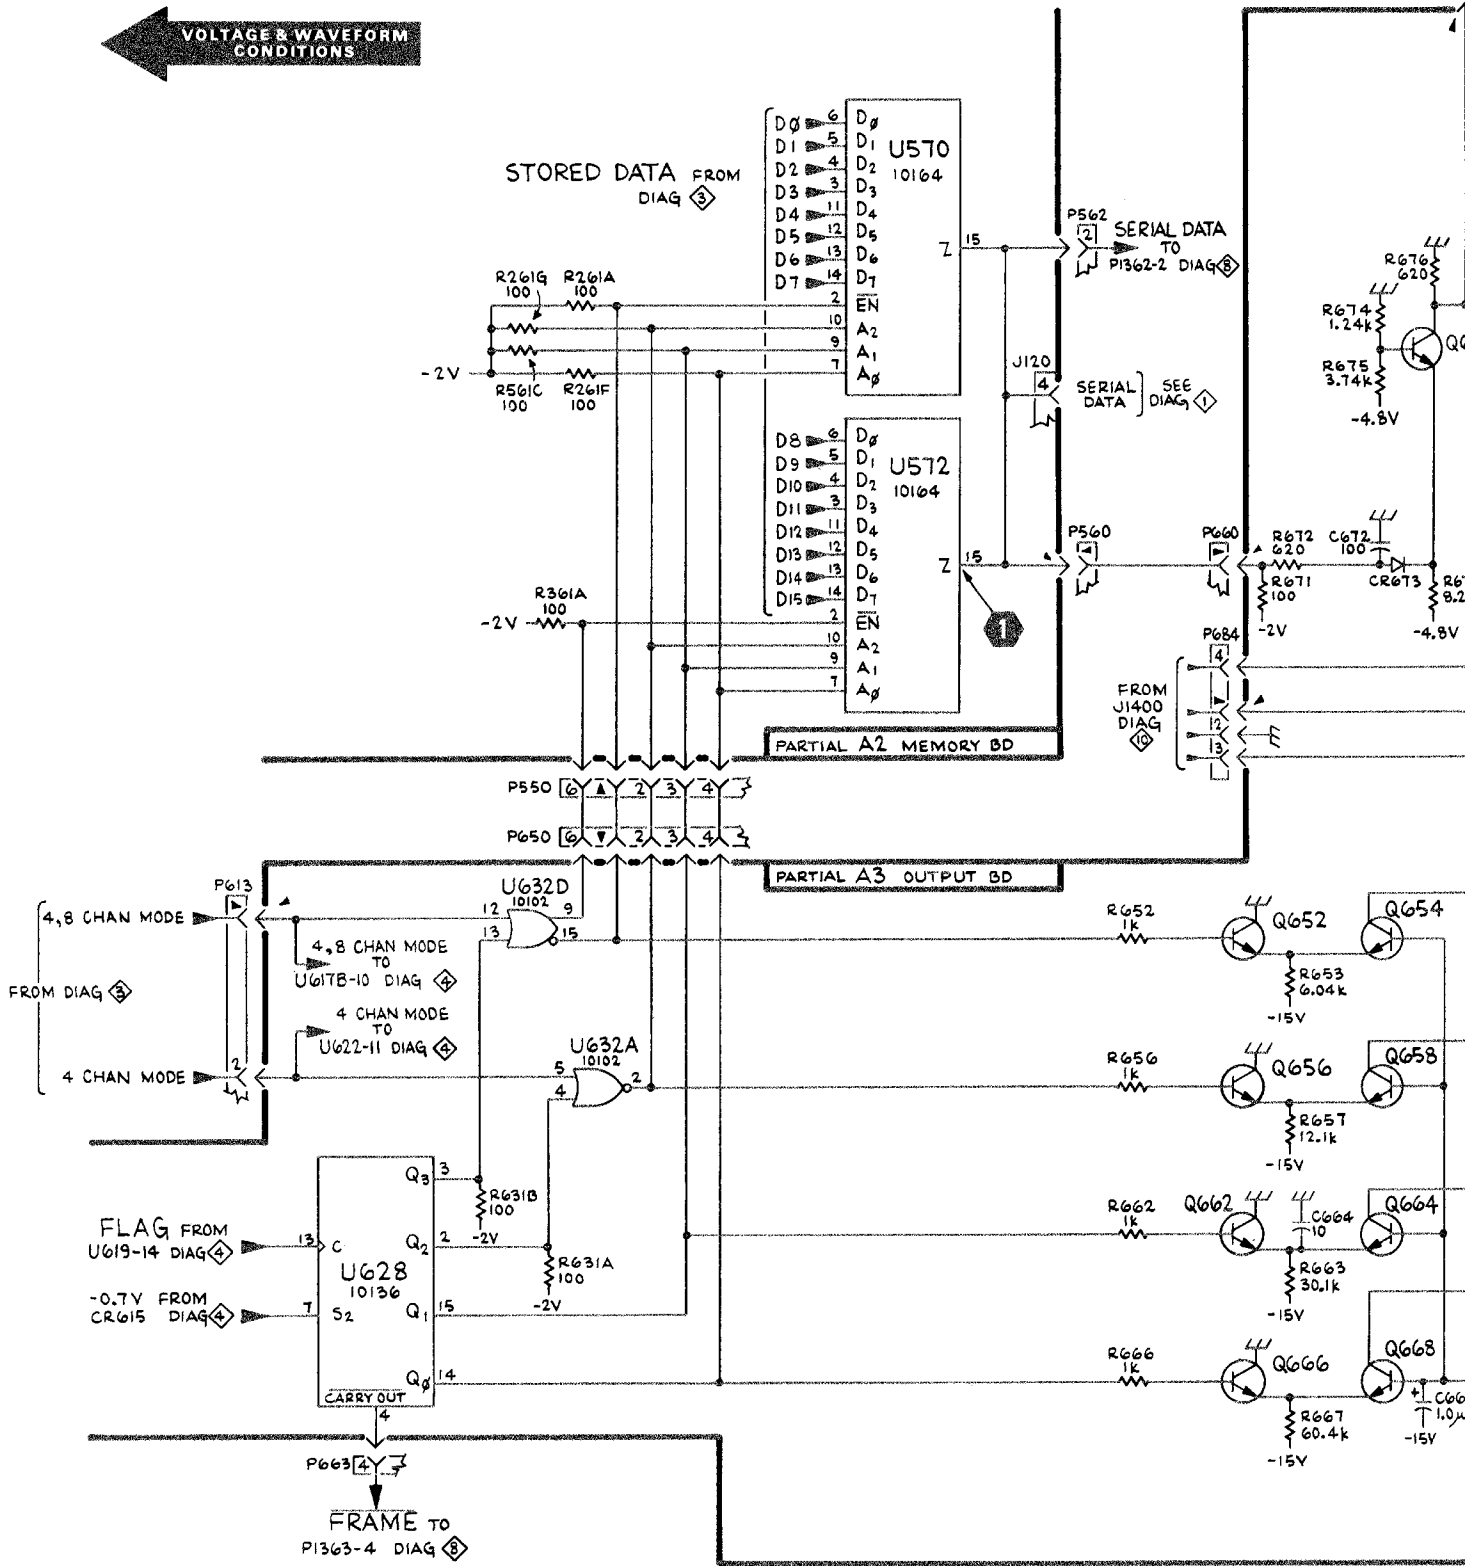 VOLTAGE & WAVEFORM
CONDITIONS
STORED DATA FROM
DIAG 3
DØ 6 DØ
D1 5 D1
D2 4 D2
D3 3 D3
D4 11 D4
D5 12 D5
D6 13 D6
D7 14 D7
2 EN
10 A2
9 A1
7 AØ
U570
10164
Z 15
R261G
100
R261A
100
-2V
R561C
100
R261F
100
P562
2
SERIAL DATA
TO
P1362-2 DIAG 8
J120
4
SERIAL
DATA
SEE
DIAG 1
R676
620
R674
1.24k
R675
3.74k
-4.8V
D8 6 DØ
D9 5 D1
D10 4 D2
D11 3 D3
D12 11 D4
D13 12 D5
D14 13 D6
D15 14 D7
2 EN
10 A2
9 A1
7 AØ
U572
10164
Z 15
1
R361A
100
-2V
P560
P660
R672
620
C672
100
R671
100
-2V
CR673
8.2
-4.8V
P684
4
12
13
FROM
J1400
DIAG
10
PARTIAL A2 MEMORY BD
P550 6 2 3 4
P650 6 2 3 4
PARTIAL A3 OUTPUT BD
P613
4,8 CHAN MODE
4,8 CHAN MODE
TO
U617B-10 DIAG 4
FROM DIAG 3
4 CHAN MODE
TO
U622-11 DIAG 4
4 CHAN MODE 2
U632D
10102
12
13
9
15
U632A
10102
5
4
2
R652
1k
Q652
Q654
R653
6.04k
-15V
R656
1k
Q656
Q658
R657
12.1k
-15V
R662
1k
Q662
C664
10
Q664
R663
30.1k
-15V
R666
1k
Q666
Q668
R667
60.4k
-15V
1.0µ
-15V
Q3 3
R631B
100
-2V
FLAG FROM
U619-14 DIAG 4
13 C
Q2 2
R631A
100
-2V
U628
10136
-0.7V FROM
CR615 DIAG 4
7 S2
Q1 15
QØ 14
CARRY OUT
4
P663 4
FRAME TO
P1363-4 DIAG 8